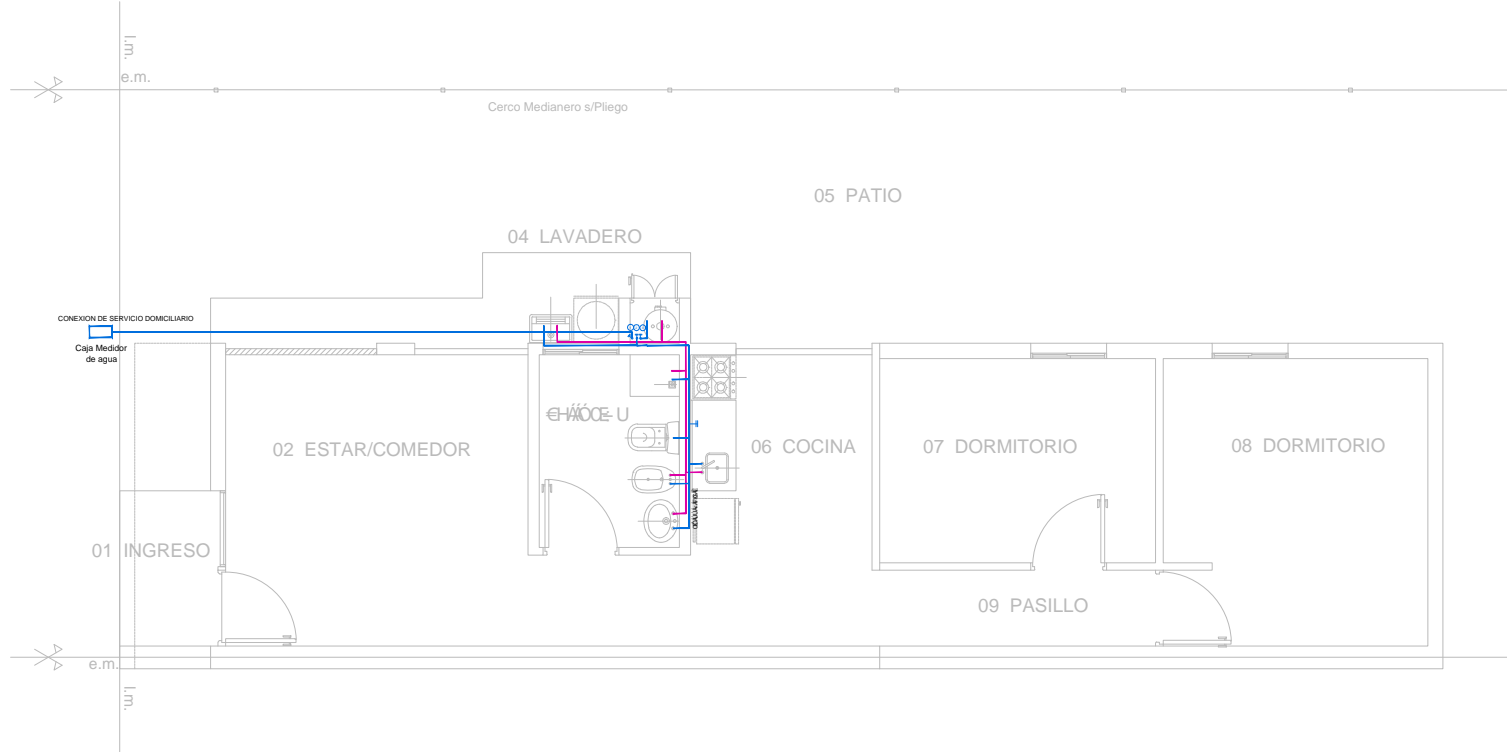 l.m.
e.m.
Cerco Medianero s/Pliego
05 PATIO
04 LAVADERO
CONEXION DE SERVICIO DOMICILIARIO
Caja Medidor
de agua
02 ESTAR/COMEDOR
06 COCINA
07 DORMITORIO
08 DORMITORIO
01 INGRESO
09 PASILLO
e.m.
l.m.